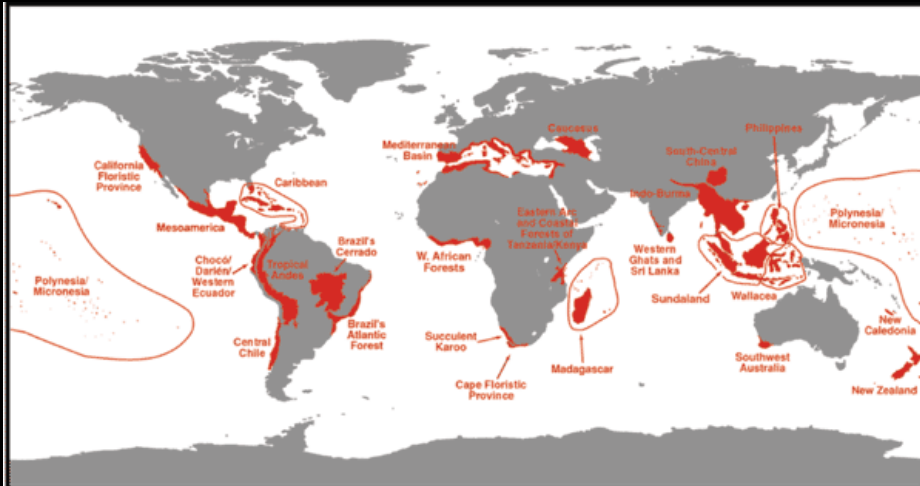 Caucasus
Philippines
Mediterranean
Basin
South-Central
China
California
Floristic
Province
Caribbean
Indo-Burma
Eastern Arc
and Coastal
Forests of
Tanzania/Kenya
Polynesia/
Micronesia
Mesoamerica
Brazil's
Cerrado
W. African
Forests
Western
Ghats and
Sri Lanka
Chocó/
Darién/
Western
Ecuador
Tropical
Andes
Polynesia/
Micronesia
Sundaland
Wallacea
Brazil's
Atlantic
Forest
Central
Chile
Succulent
Karoo
Cape Floristic
Province
Madagascar
Southwest
Australia
New
Caledonia
New Zealand